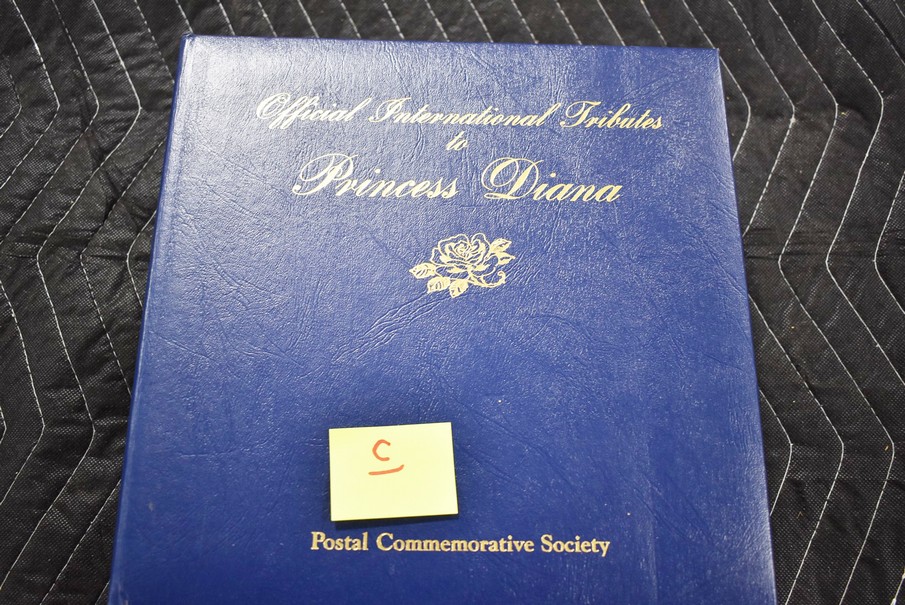 Official International Tributes
to
Princess Diana
C
Postal Commemorative Society